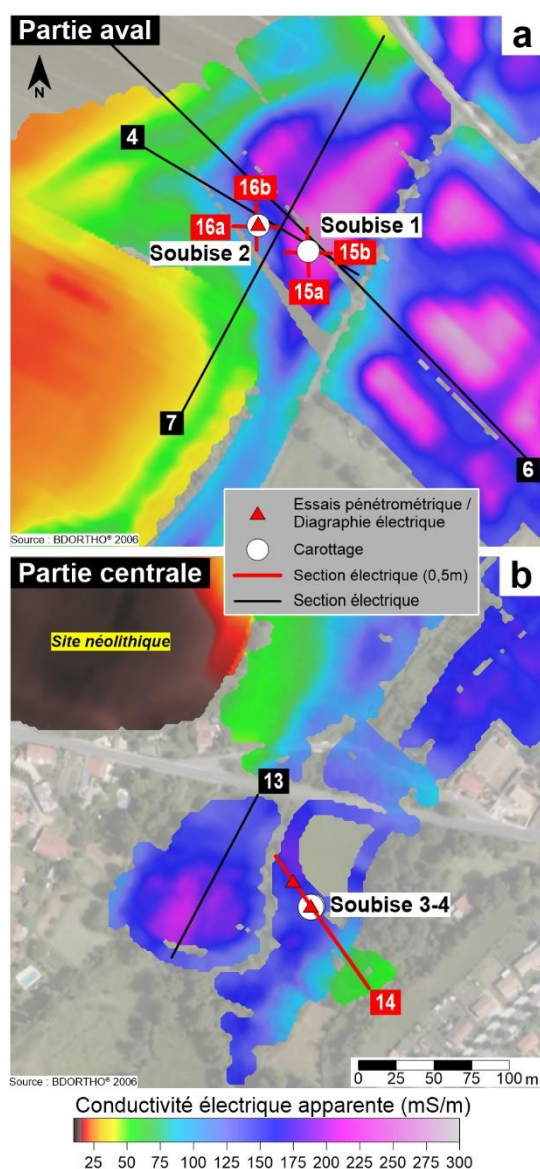 Partie aval
a
N
4
16b
16a
Soubise 1
Soubise 2
15b
15a
7
6
Source : BDORTHO® 2006
Essais pénétrométrique /
Diagraphie électrique
Carottage
Section électrique (0,5m)
Section électrique
Partie centrale
b
Site néolithique
13
Soubise 3-4
14
0 25 50 75 100 m
Source : BDORTHO® 2006
Conductivité électrique apparente (mS/m)
25 50 75 100 125 150 175 200 225 250 275 300